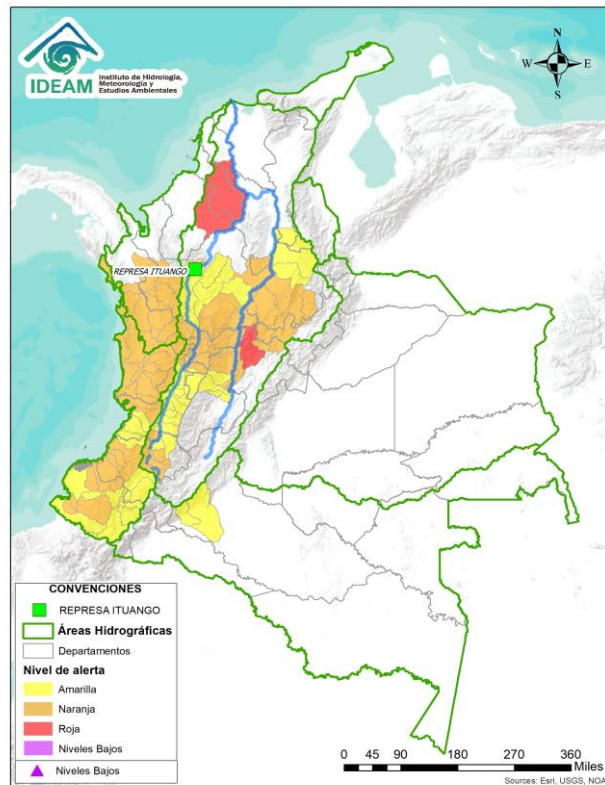 IDEAM
Instituto de Hidrología,
Meteorología y
Estudios Ambientales
N
W E
S
REPRESA ITUANGO
CONVENCIONES
REPRESA ITUANGO
Áreas Hidrográficas
Departamentos
Nivel de alerta
Amarilla
Naranja
Roja
Niveles Bajos
Niveles Bajos
0 45 90 180 270 360
Miles
Sources: Esri, USGS, NOA